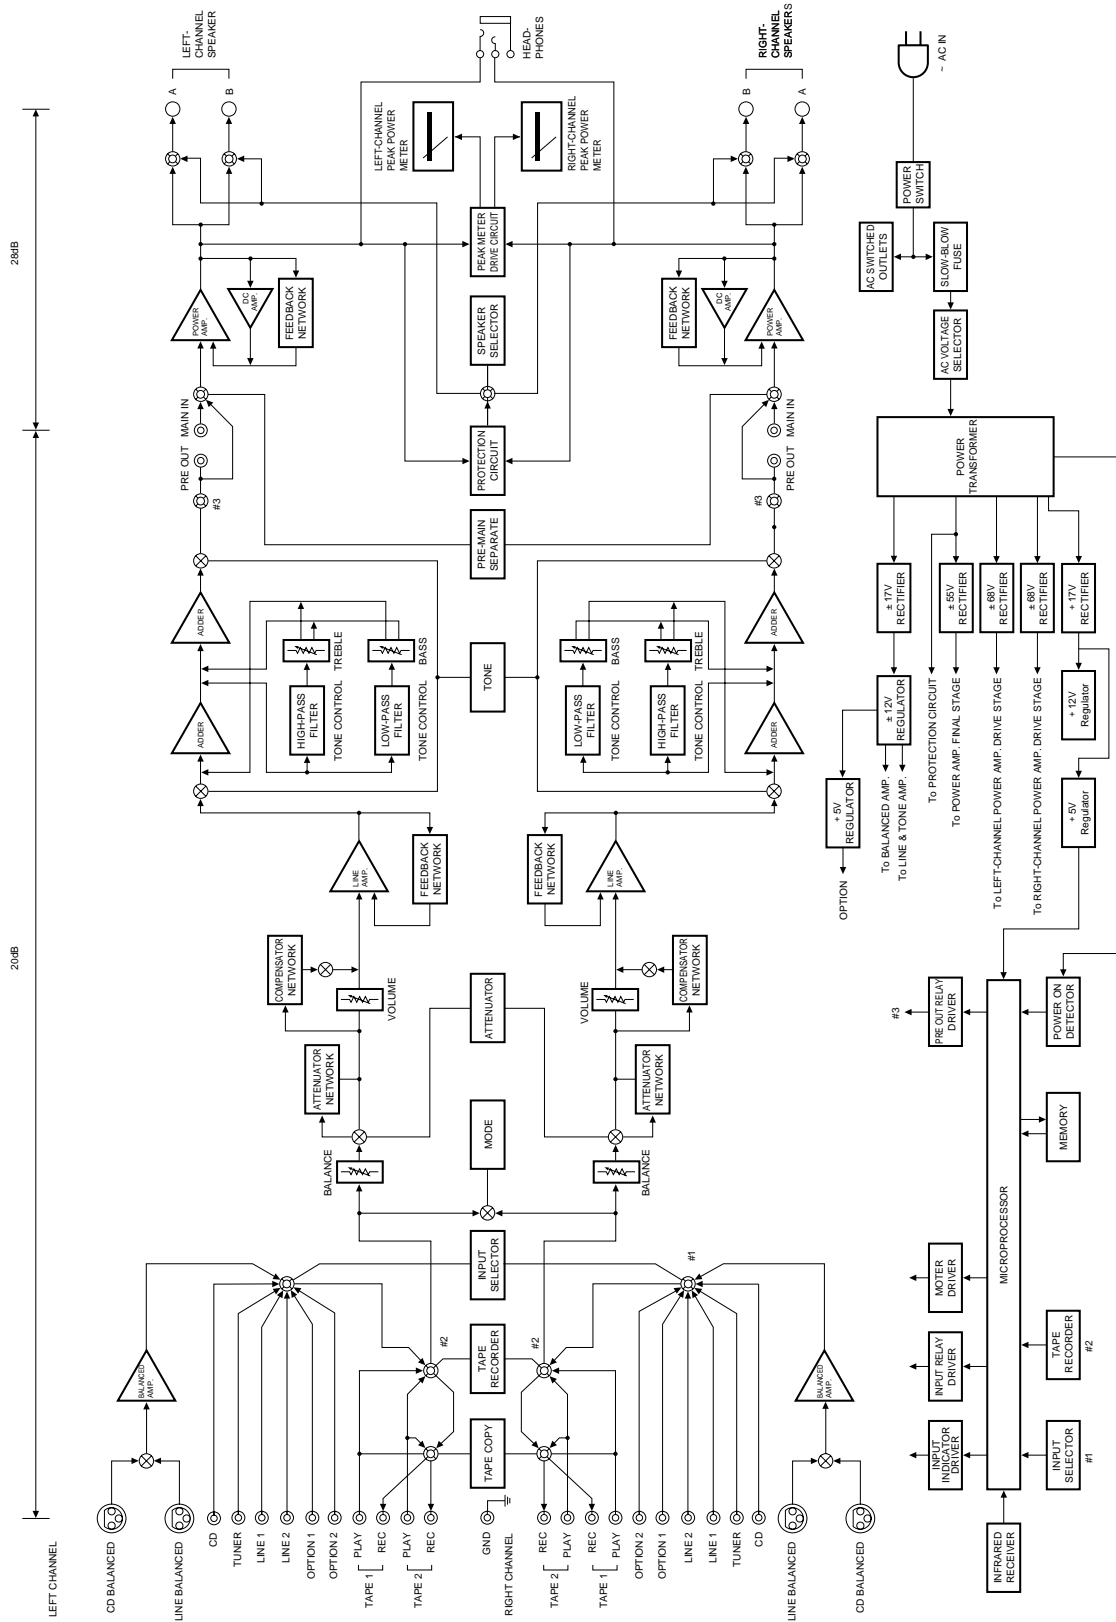 LEFT CHANNEL
20dB
28dB
CD BALANCED
LINE BALANCED
CD
TUNER
LINE 1
LINE 2
OPTION 1
OPTION 2
PLAY
REC
TAPE 1
PLAY
REC
TAPE 2
GND
RIGHT CHANNEL
REC
PLAY
TAPE 2
REC
PLAY
TAPE 1
OPTION 2
OPTION 1
LINE 2
LINE 1
TUNER
CD
LINE BALANCED
CD BALANCED
BALANCED
AMP.
BALANCED
AMP.
TAPE COPY
TAPE
RECORDER
#2
#2
INPUT
SELECTOR
#1
MODE
BALANCE
BALANCE
ATTENUATOR
NETWORK
ATTENUATOR
ATTENUATOR
NETWORK
COMPENSATOR
NETWORK
VOLUME
VOLUME
COMPENSATOR
NETWORK
LINE
AMP.
FEEDBACK
NETWORK
FEEDBACK
NETWORK
LINE
AMP.
ADDER
HIGH-PASS
FILTER
TONE CONTROL TREBLE
LOW-PASS
FILTER
TONE CONTROL BASS
ADDER
TONE
LOW-PASS
FILTER
TONE CONTROL BASS
HIGH-PASS
FILTER
TONE CONTROL TREBLE
ADDER
ADDER
#3
PRE OUT MAIN IN
PRE-MAIN
SEPARATE
#3
PRE OUT MAIN IN
PROTECTION
CIRCUIT
SPEAKER
SELECTOR
POWER
AMP.
DC
AMP.
FEEDBACK
NETWORK
FEEDBACK
NETWORK
DC
AMP.
POWER
AMP.
PEAK METER
DRIVE CIRCUIT
LEFT-CHANNEL
PEAK POWER
METER
RIGHT-CHANNEL
PEAK POWER
METER
A
B
LEFT-
CHANNEL
SPEAKER
HEAD-
PHONES
B
A
RIGHT-
CHANNEL
SPEAKERS
~ AC IN
POWER
SWITCH
AC SWITCHED
OUTLETS
SLOW-BLOW
FUSE
AC VOLTAGE
SELECTOR
POWER
TRANSFORMER
± 17V
RECTIFIER
± 55V
RECTIFIER
± 68V
RECTIFIER
± 68V
RECTIFIER
+ 17V
RECTIFIER
± 12V
REGULATOR
+ 12V
Regulator
+ 5V
REGULATOR
+ 5V
Regulator
OPTION
To BALANCED AMP.
To LINE & TONE AMP.
To PROTECTION CIRCUIT
To POWER AMP. FINAL STAGE
To LEFT-CHANNEL POWER AMP. DRIVE STAGE
To RIGHT-CHANNEL POWER AMP. DRIVE STAGE
INFRARED
RECEIVER
MICROPROCESSOR
INPUT
INDICATOR
DRIVER
INPUT RELAY
DRIVER
MOTER
DRIVER
PRE OUT RELAY
DRIVER
#3
INPUT
SELECTOR
#1
TAPE
RECORDER
#2
MEMORY
POWER ON
DETECTOR